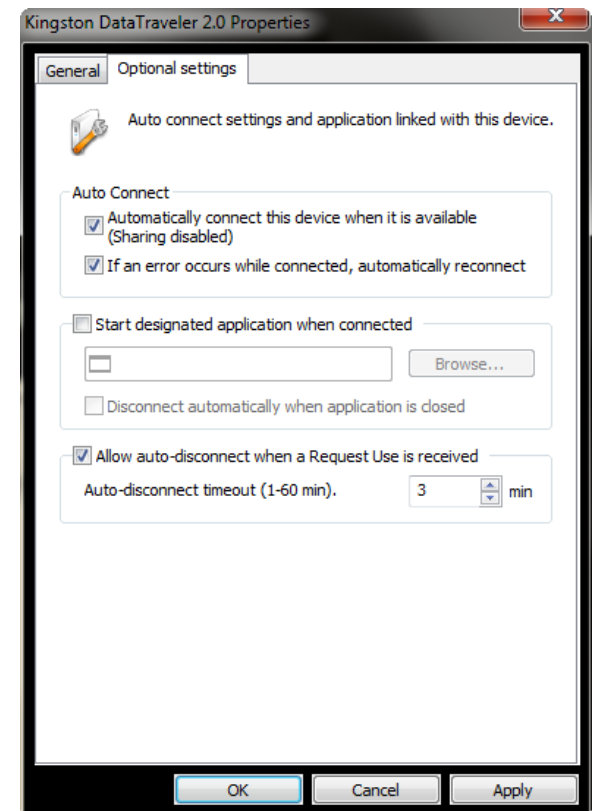 Kingston DataTraveler 2.0 Properties
General Optional settings
Auto connect settings and application linked with this device.
Auto Connect
Automatically connect this device when it is available
(Sharing disabled)
If an error occurs while connected, automatically reconnect
Start designated application when connected
Browse...
Disconnect automatically when application is closed
Allow auto-disconnect when a Request Use is received
Auto-disconnect timeout (1-60 min). 3 min
OK Cancel Apply